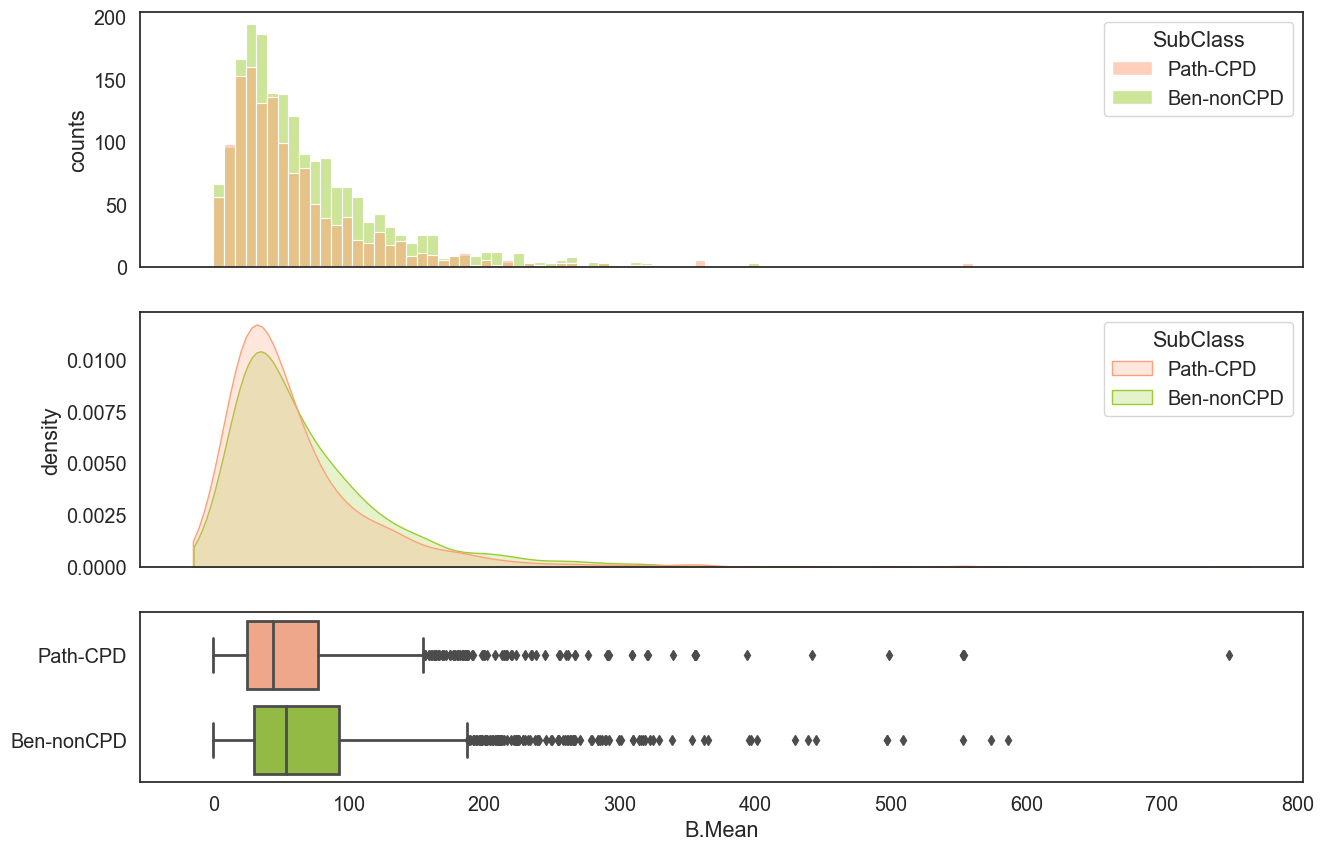 200
150
100
50
0
counts
SubClass
Path-CPD
Ben-nonCPD
0.0100
0.0075
0.0050
0.0025
0.0000
density
SubClass
Path-CPD
Ben-nonCPD
Path-CPD
Ben-nonCPD
0 100 200 300 400 500 600 700 800
B.Mean